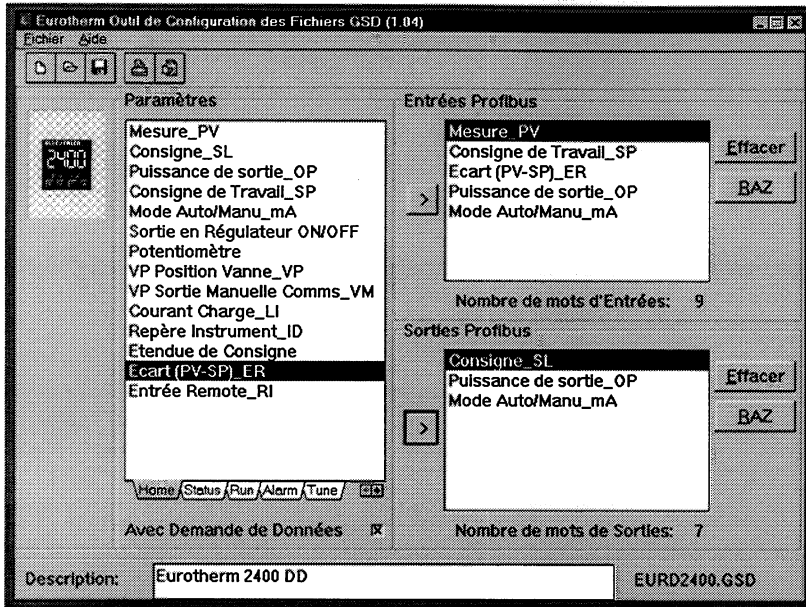 Eurotherm Outil de Configuration des Fichiers GSD (1.04)
Fichier Aide
Paramètres
Mesure_PV
Consigne_SL
Puissance de sortie_OP
Consigne de Travail_SP
Mode Auto/Manu_mA
Sortie en Régulateur ON/OFF
Potentiomètre
VP Position Vanne_VP
VP Sortie Manuelle Comms_VM
Courant Charge_LI
Repère Instrument_ID
Etendue de Consigne
Ecart (PV-SP)_ER
Entrée Remote_RI
Home Status Run Alarm Tune
Avec Demande de Données
2400
Entrées Profibus
Mesure_PV
Consigne de Travail_SP
Ecart (PV-SP)_ER
Puissance de sortie_OP
Mode Auto/Manu_mA
>
Effacer
RAZ
Nombre de mots d'Entrées: 9
Sorties Profibus
Consigne_SL
Puissance de sortie_OP
Mode Auto/Manu_mA
>
Effacer
RAZ
Nombre de mots de Sorties: 7
Description: Eurotherm 2400 DD EURD2400.GSD